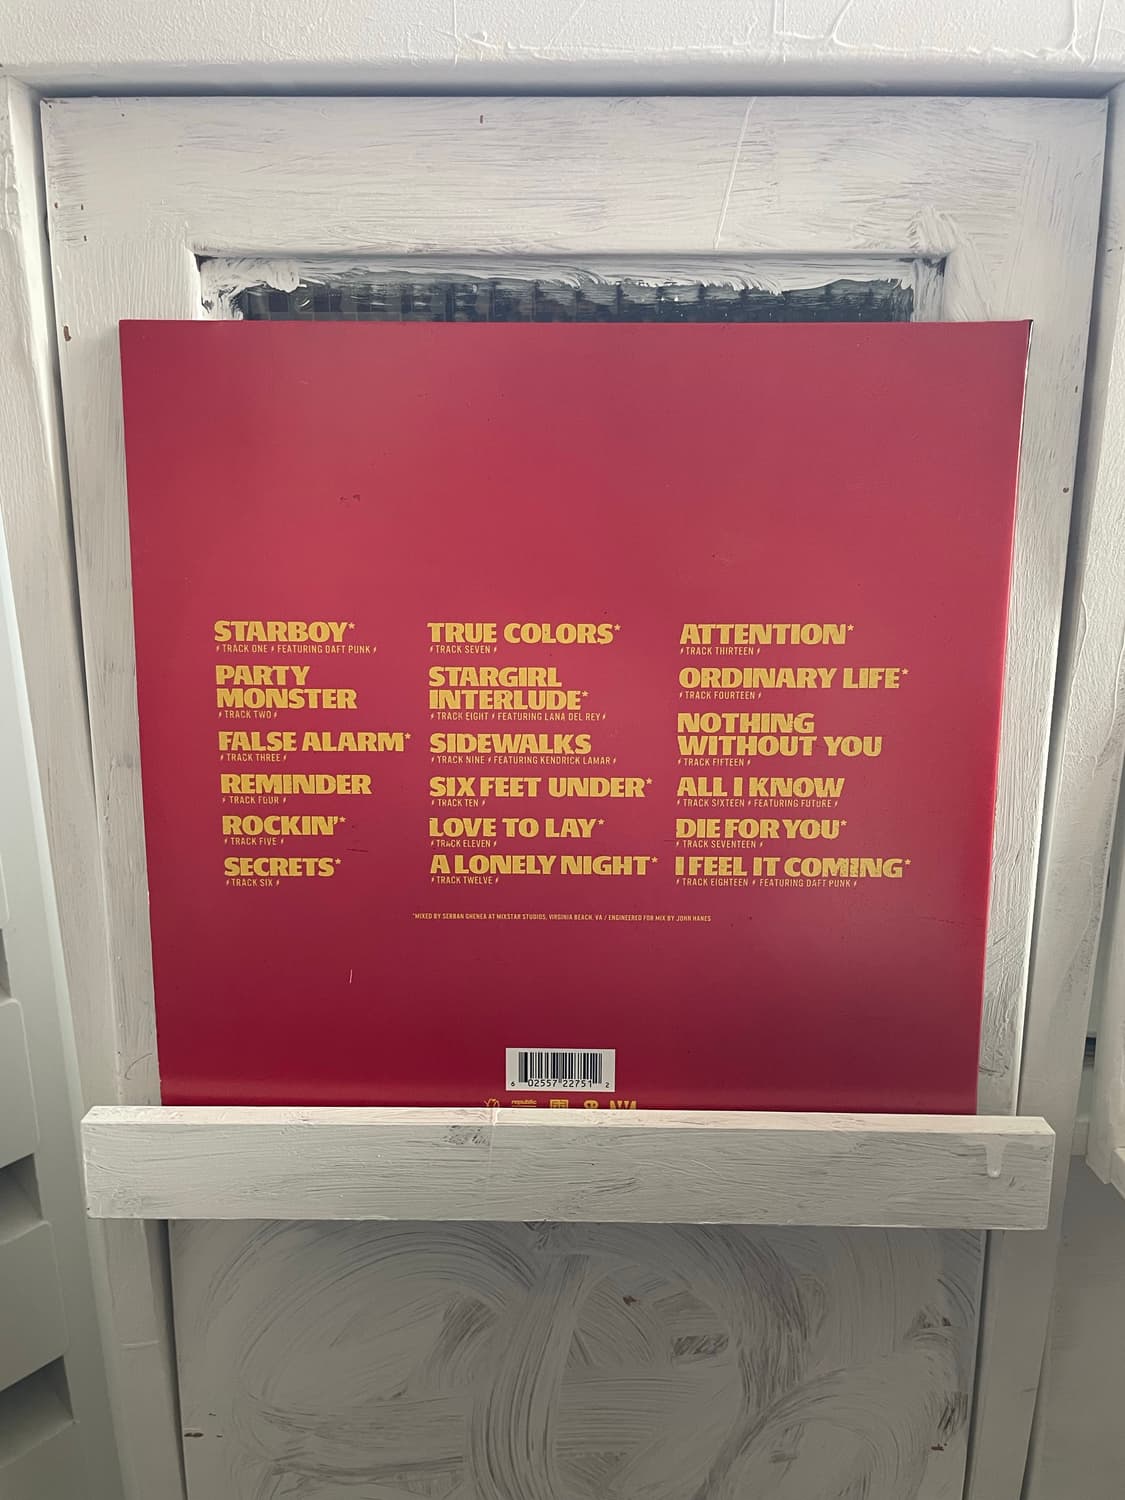 STARBOY*
TRACK ONE FEATURING DAFT PUNK
PARTY
MONSTER
TRACK TWO
FALSE ALARM*
TRACK THREE
REMINDER
TRACK FOUR
ROCKIN'*
TRACK FIVE
SECRETS*
TRACK SIX
TRUE COLORS*
TRACK SEVEN
STARGIRL
INTERLUDE*
TRACK EIGHT FEATURING LANA DEL REY
SIDEWALKS
TRACK NINE FEATURING KENDRICK LAMAR
SIX FEET UNDER*
TRACK TEN
LOVE TO LAY*
TRACK ELEVEN
A LONELY NIGHT*
TRACK TWELVE
ATTENTION*
TRACK THIRTEEN
ORDINARY LIFE*
TRACK FOURTEEN
NOTHING
WITHOUT YOU
TRACK FIFTEEN
ALL I KNOW
TRACK SIXTEEN FEATURING FUTURE
DIE FOR YOU*
TRACK SEVENTEEN
I FEEL IT COMING*
TRACK EIGHTEEN FEATURING DAFT PUNK
*MIXED BY SERBAN GHENEA AT MIXSTAR STUDIOS, VIRGINIA BEACH, VA / ENGINEERED FOR MIX BY JOHN HANES
6 02557 22751 2
republic